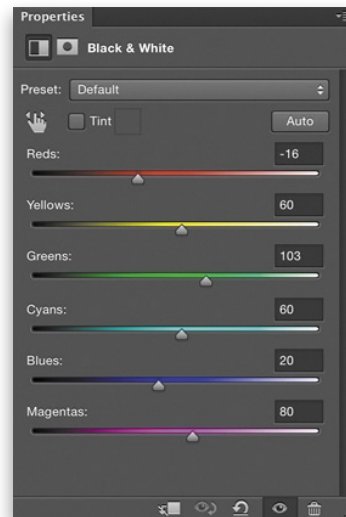 Properties
Black & White
Preset: Default
Tint Auto
Reds: -16
Yellows: 60
Greens: 103
Cyans: 60
Blues: 20
Magentas: 80